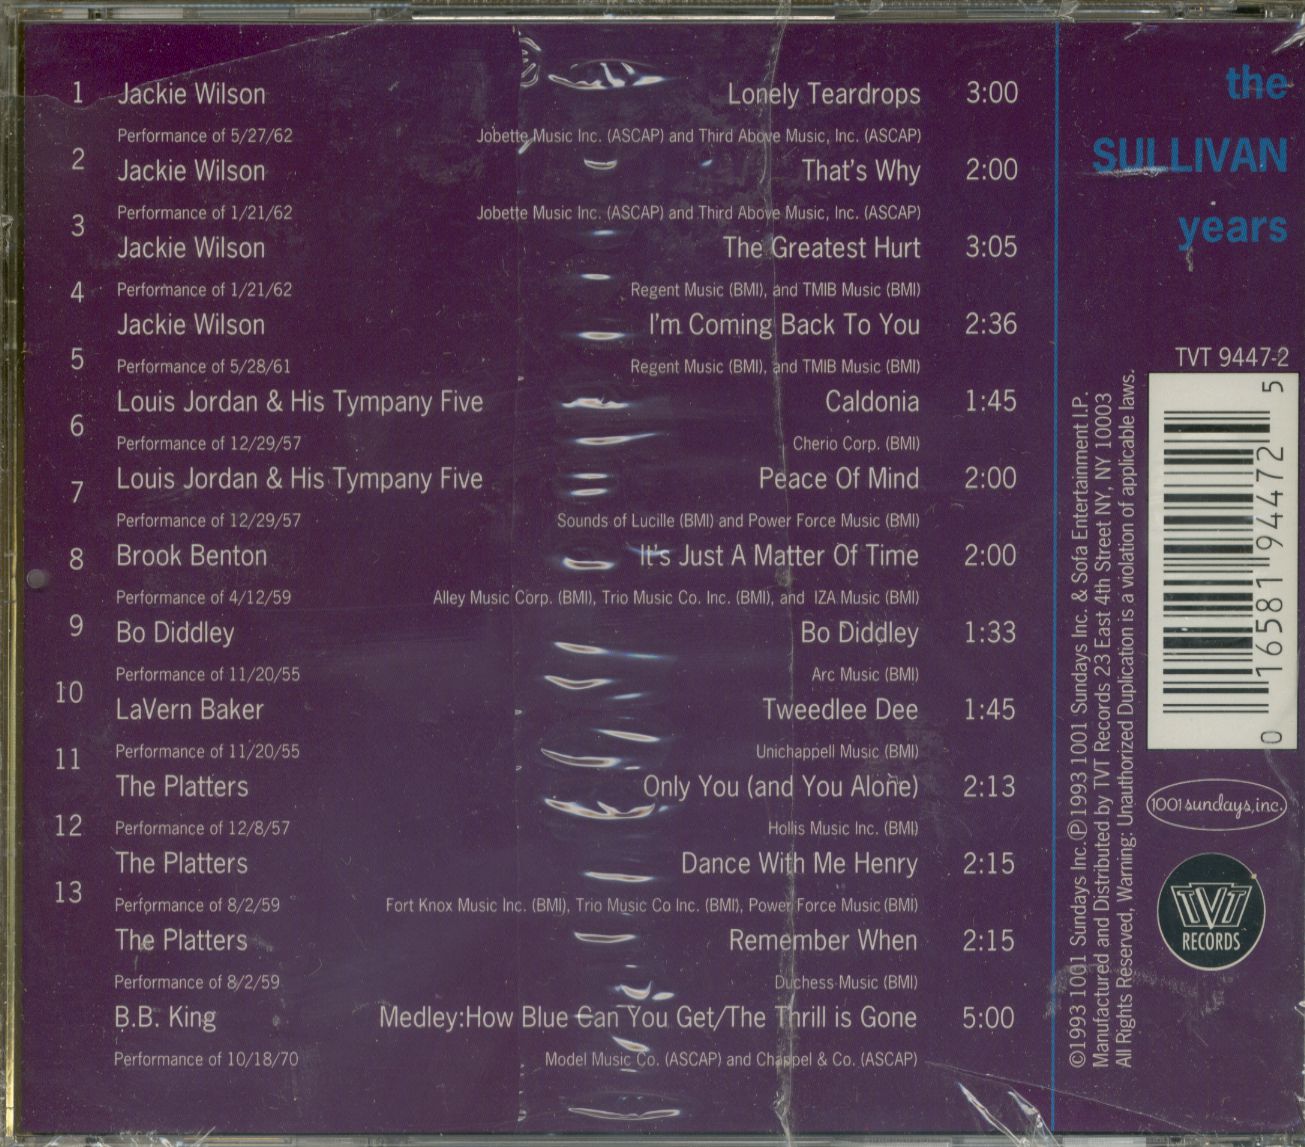 1 Jackie Wilson Lonely Teardrops 3:00
Performance of 5/27/62 Jobette Music Inc. (ASCAP) and Third Above Music, Inc. (ASCAP)
2 Jackie Wilson That's Why 2:00
Performance of 1/21/62 Jobette Music Inc. (ASCAP) and Third Above Music, Inc. (ASCAP)
3 Jackie Wilson The Greatest Hurt 3:05
Performance of 1/21/62 Regent Music (BMI), and TMIB Music (BMI)
4 Jackie Wilson I'm Coming Back To You 2:36
Performance of 5/28/61 Regent Music (BMI), and TMIB Music (BMI)
5 Louis Jordan & His Tympany Five Caldonia 1:45
Performance of 12/29/57 Cherio Corp. (BMI)
6 Louis Jordan & His Tympany Five Peace Of Mind 2:00
Performance of 12/29/57 Sounds of Lucille (BMI) and Power Force Music (BMI)
7 Brook Benton It's Just A Matter Of Time 2:00
Performance of 4/12/59 Alley Music Corp. (BMI), Trio Music Co. Inc. (BMI), and IZA Music (BMI)
8 Bo Diddley Bo Diddley 1:33
Performance of 11/20/55 Arc Music (BMI)
9 LaVern Baker Tweedlee Dee 1:45
Performance of 11/20/55 Unichappell Music (BMI)
10 The Platters Only You (and You Alone) 2:13
Performance of 12/8/57 Hollis Music Inc. (BMI)
11 The Platters Dance With Me Henry 2:15
Performance of 8/2/59 Fort Knox Music Inc. (BMI), Trio Music Co Inc. (BMI), Power Force Music (BMI)
12 The Platters Remember When 2:15
Performance of 8/2/59 Duchess Music (BMI)
13 B.B. King Medley:How Blue Can You Get/The Thrill is Gone 5:00
Performance of 10/18/70 Model Music Co. (ASCAP) and Chappel & Co. (ASCAP)
the
SULLIVAN
years
TVT 9447-2
0 16581 94472 5
©1993 1001 Sundays Inc.℗1993 1001 Sundays Inc. & Sofa Entertainment I.P.
Manufactured and Distributed by TVT Records 23 East 4th Street NY, NY 10003
All Rights Reserved, Warning: Unauthorized Duplication is a violation of applicable laws.
1001 sundays, inc.
TVT
RECORDS